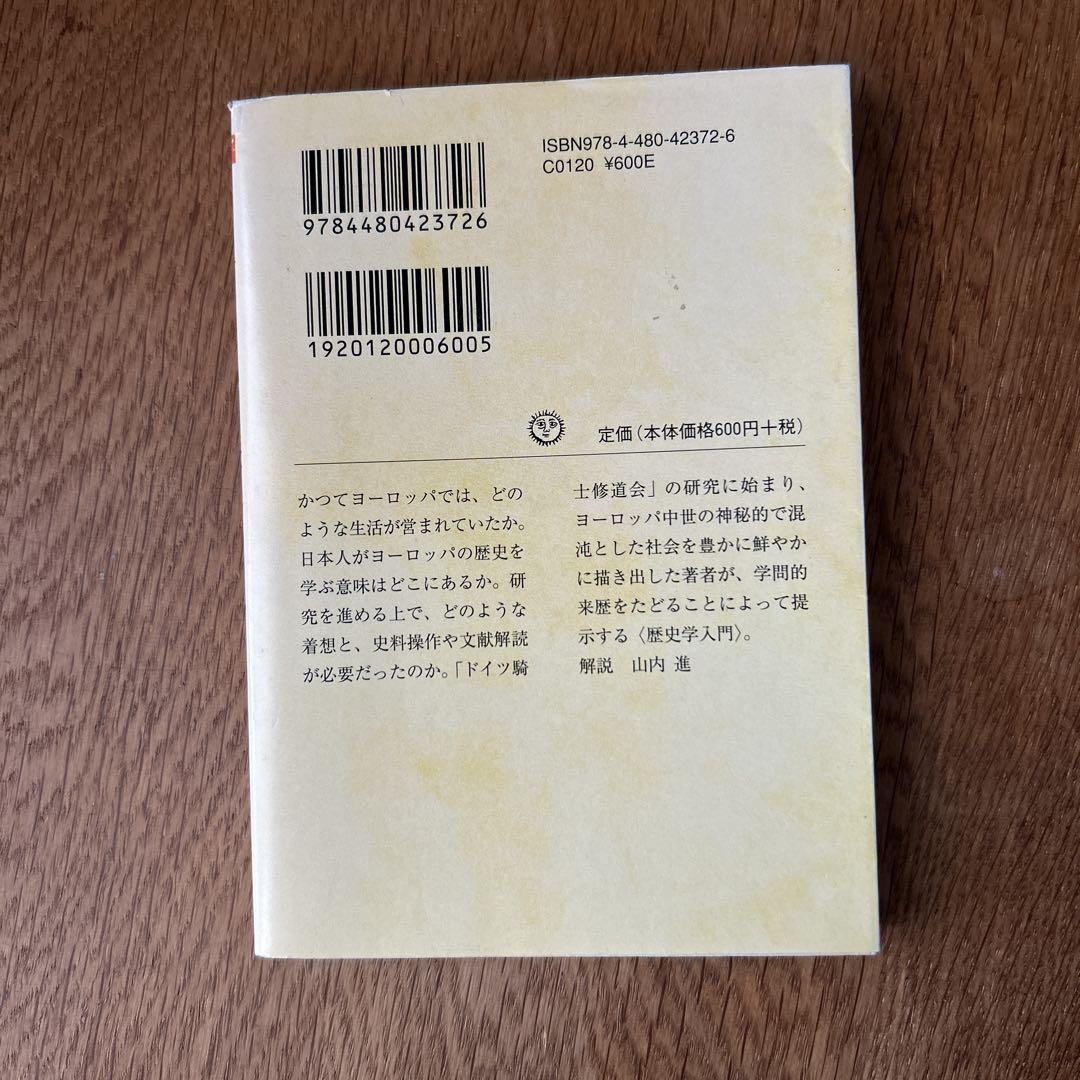 ISBN978-4-480-42372-6
C0120 ¥600E
9784480423726
1920120006005
定価(本体価格600円+税)
かつてヨーロッパでは、どの
ような生活が営まれていたか。
日本人がヨーロッパの歴史を
学ぶ意味はどこにあるか。研
究を進める上で、どのような
着想と、史料操作や文献解読
が必要だったのか。「ドイツ騎
士修道会」の研究に始まり、
ヨーロッパ中世の神秘的で混
沌とした社会を豊かに鮮やか
に描き出した著者が、学問的
来歴をたどることによって提
示する〈歴史学入門〉。
解説 山内 進